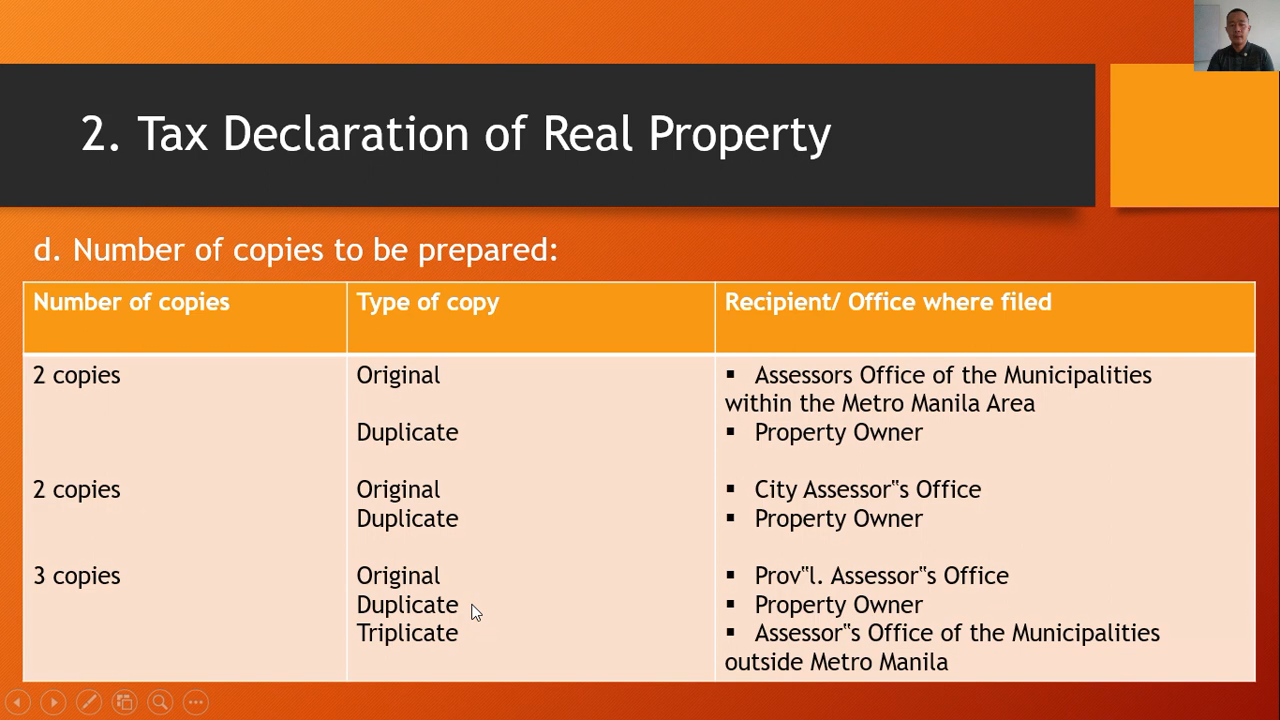 2. Tax Declaration of Real Property
d. Number of copies to be prepared:
Number of copies
Type of copy
Recipient/ Office where filed
2 copies
Original
▪ Assessors Office of the Municipalities
within the Metro Manila Area
Duplicate
▪ Property Owner
2 copies
Original
▪ City Assessor‟s Office
Duplicate
▪ Property Owner
3 copies
Original
▪ Prov‟l. Assessor‟s Office
Duplicate
▪ Property Owner
Triplicate
▪ Assessor‟s Office of the Municipalities
outside Metro Manila